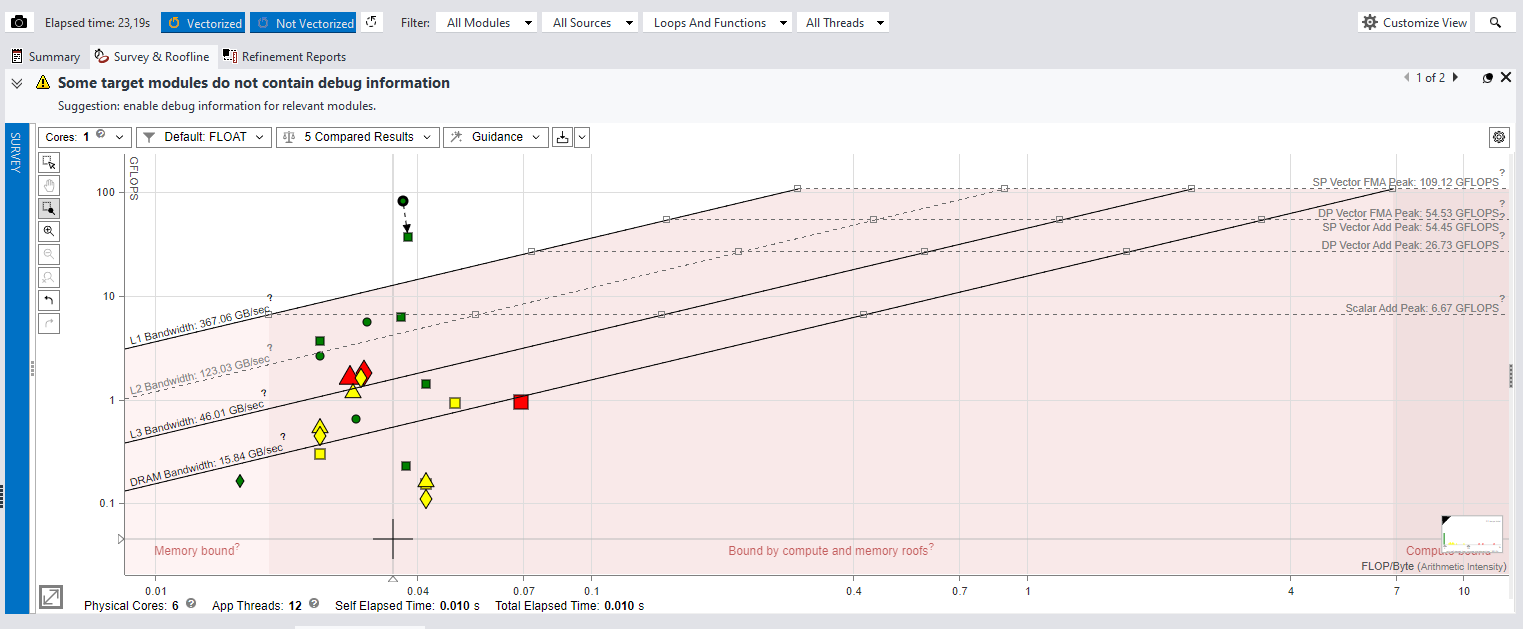 Elapsed time: 23,19s Vectorized Not Vectorized Filter: All Modules All Sources Loops And Functions All Threads Customize View
Summary Survey & Roofline Refinement Reports
Some target modules do not contain debug information 1 of 2
Suggestion: enable debug information for relevant modules.
SURVEY
Cores: 1 ? Default: FLOAT 5 Compared Results Guidance
GFLOPS
100
10
1
0.1
SP Vector FMA Peak: 109.12 GFLOPS ?
DP Vector FMA Peak: 54.53 GFLOPS ?
SP Vector Add Peak: 54.45 GFLOPS ?
DP Vector Add Peak: 26.73 GFLOPS ?
Scalar Add Peak: 6.67 GFLOPS ?
L1 Bandwidth: 367.06 GB/sec ?
L2 Bandwidth: 123.03 GB/sec ?
L3 Bandwidth: 46.01 GB/sec ?
DRAM Bandwidth: 15.84 GB/sec ?
Memory bound? Bound by compute and memory roofs? Compute bound
FLOP/Byte (Arithmetic Intensity)
0.01 0.04 0.07 0.1 0.4 0.7 1 4 7 10
Physical Cores: 6 ? App Threads: 12 ? Self Elapsed Time: 0.010 s Total Elapsed Time: 0.010 s